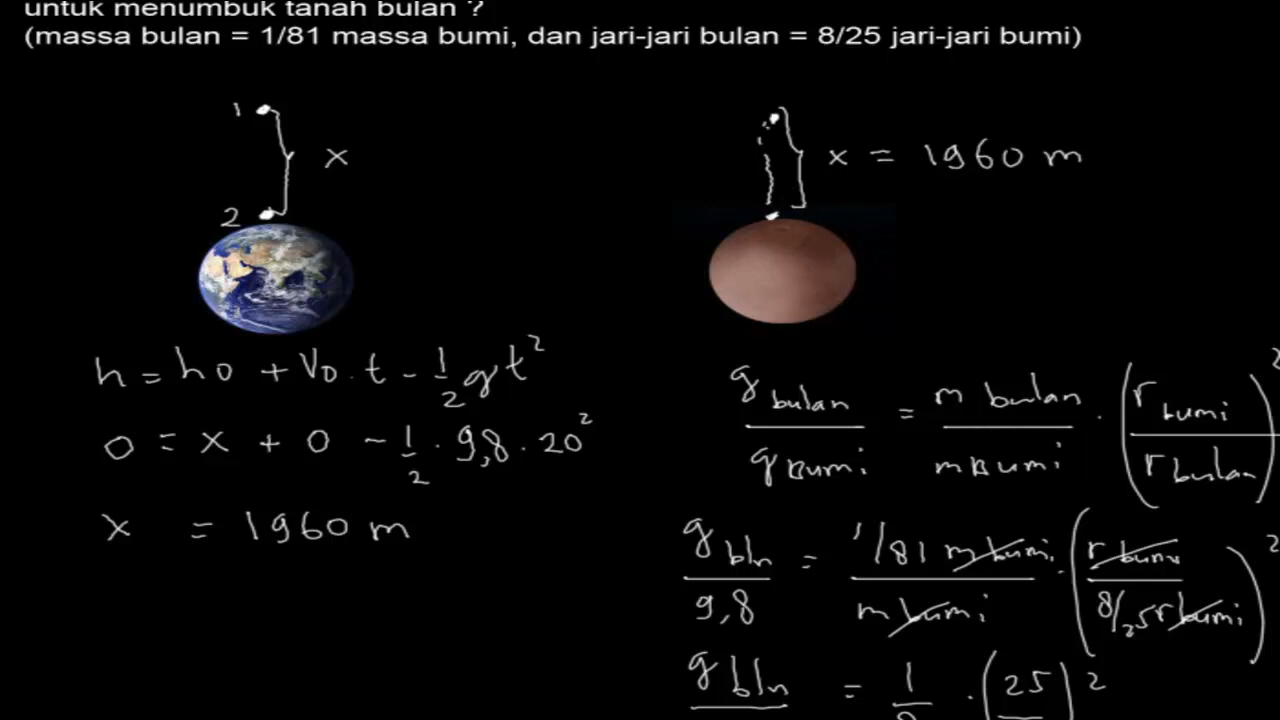 untuk menumbuk tanah bulan ?
(massa bulan = 1/81 massa bumi, dan jari-jari bulan = 8/25 jari-jari bumi)
1
x
2
x = 1960 m
h = h0 + V0 . t - 1/2 g t²
0 = x + 0 - 1/2 . 9,8 . 20²
x = 1960 m
g bulan / g Bumi = m bulan / m Bumi . (r bumi / r bulan)²
g bln / 9,8 = 1/81 m bumi / m bumi . (r bumi / 8/25 r bumi)²
g bln = 1 . (25)²